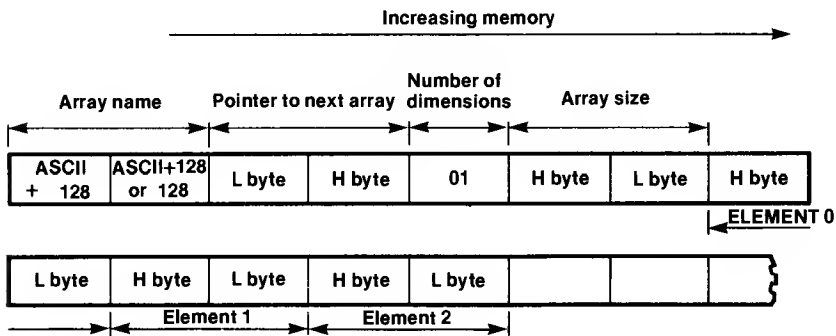 Increasing memory
Array name Pointer to next array Number of dimensions Array size
ASCII + 128 ASCII+128 or 128 L byte H byte 01 H byte L byte H byte
ELEMENT 0
L byte H byte L byte H byte L byte
Element 1 Element 2